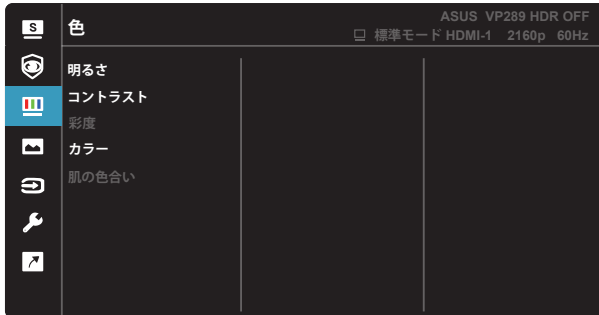 S
色
ASUS VP289 HDR OFF
標準モード HDMI-1 2160p 60Hz
明るさ
コントラスト
彩度
カラー
肌の色合い